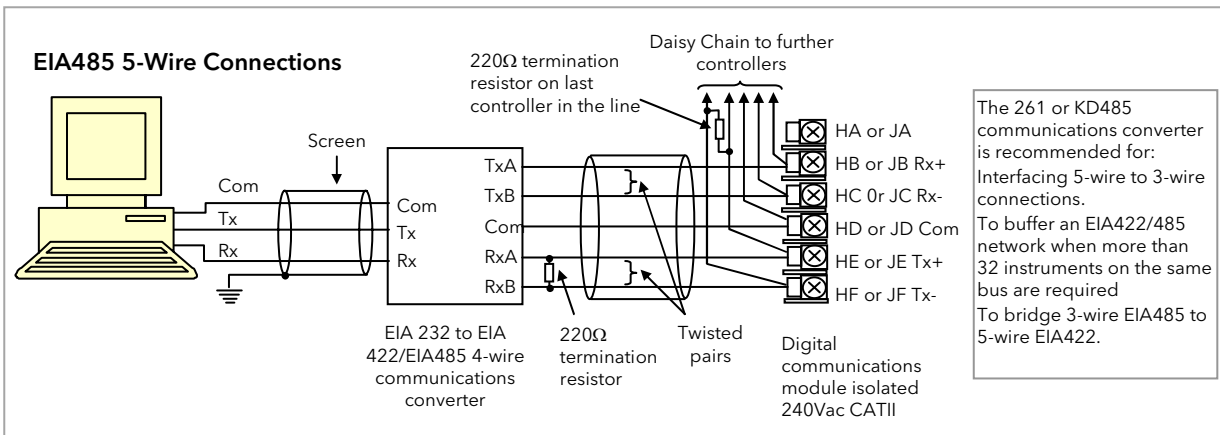 EIA485 5-Wire Connections
220Ω termination
resistor on last
controller in the line
Daisy Chain to further
controllers
Screen
Com
Tx
Rx
Com
Tx
Rx
TxA
TxB
Com
RxA
RxB
HA or JA
HB or JB Rx+
HC 0r JC Rx-
HD or JD Com
HE or JE Tx+
HF or JF Tx-
EIA 232 to EIA
422/EIA485 4-wire
communications
converter
220Ω
termination
resistor
Twisted
pairs
Digital
communications
module isolated
240Vac CATII
The 261 or KD485
communications converter
is recommended for:
Interfacing 5-wire to 3-wire
connections.
To buffer an EIA422/485
network when more than
32 instruments on the same
bus are required
To bridge 3-wire EIA485 to
5-wire EIA422.